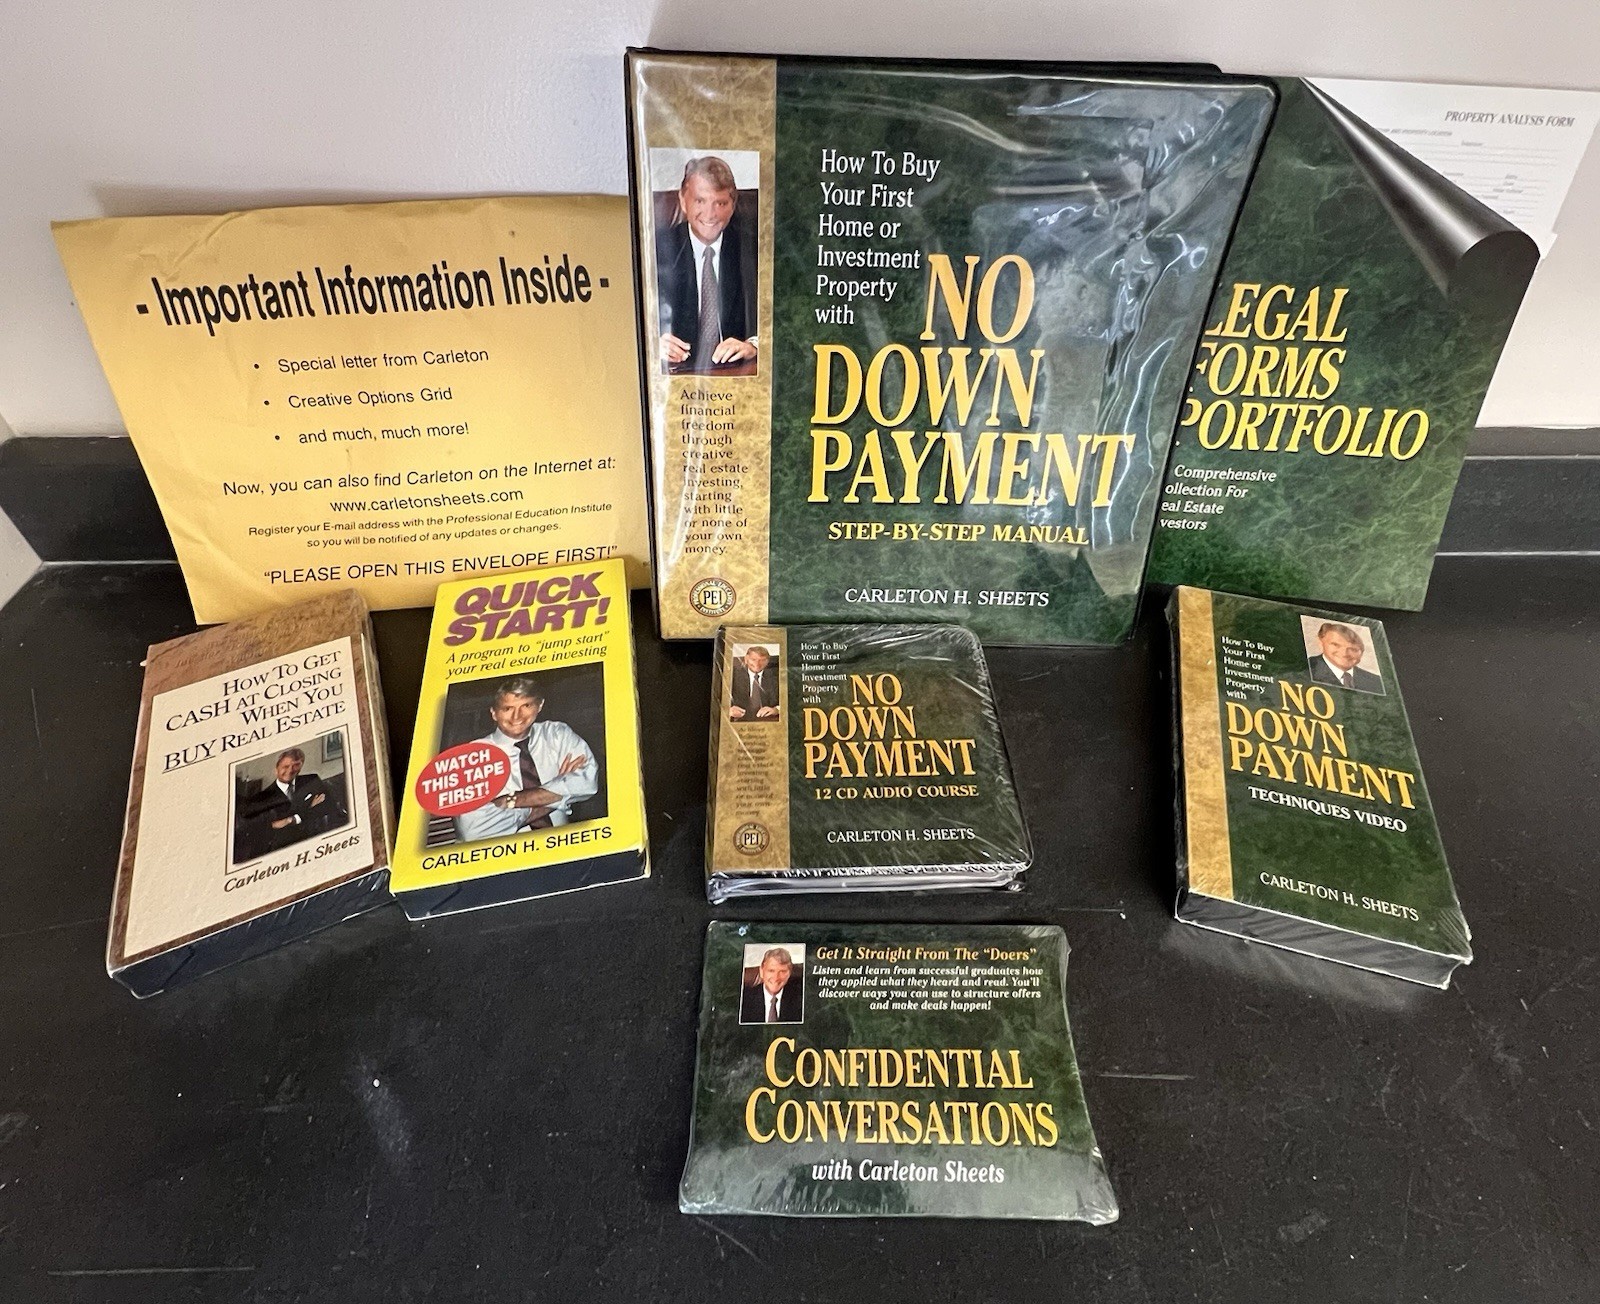 - Important Information Inside -
• Special letter from Carleton
• Creative Options Grid
• and much, much more!
Now, you can also find Carleton on the Internet at:
www.carletonsheets.com
Register your E-mail address with the Professional Education Institute
so you will be notified of any updates or changes.
"PLEASE OPEN THIS ENVELOPE FIRST!"
How To Buy
Your First
Home or
Investment
Property
with
NO
DOWN
PAYMENT
STEP-BY-STEP MANUAL
CARLETON H. SHEETS
Achieve
financial
freedom
through
creative
real estate
investing,
starting
with little
or none of
your own
money.
PEI
PROPERTY ANALYSIS FORM
LEGAL
FORMS
PORTFOLIO
Comprehensive
ollection For
eal Estate
vestors
HOW TO GET
CASH AT CLOSING
WHEN YOU
BUY REAL ESTATE
Carleton H. Sheets
QUICK
START!
A program to "jump start"
your real estate investing
WATCH
THIS TAPE
FIRST!
CARLETON H. SHEETS
How To Buy
Your First
Home or
Investment
Property
with
NO
DOWN
PAYMENT
12 CD AUDIO COURSE
CARLETON H. SHEETS
PEI
How To Buy
Your First
Home or
Investment
Property
with
NO
DOWN
PAYMENT
TECHNIQUES VIDEO
CARLETON H. SHEETS
Get It Straight From The "Doers"
Listen and learn from successful graduates how
they applied what they heard and read. You'll
discover ways you can use to structure offers
and make deals happen!
CONFIDENTIAL
CONVERSATIONS
with Carleton Sheets